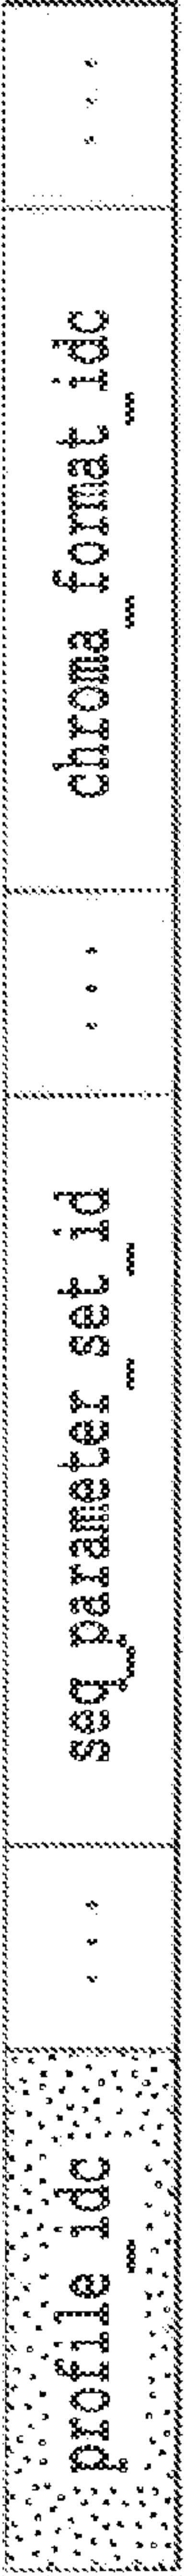 profile_idc
...
seq_parameter_set_id
...
chroma_format_idc
...